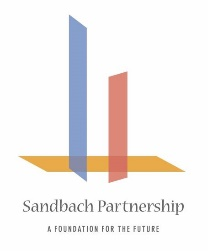 Sandbach Partnership
A FOUNDATION FOR THE FUTURE